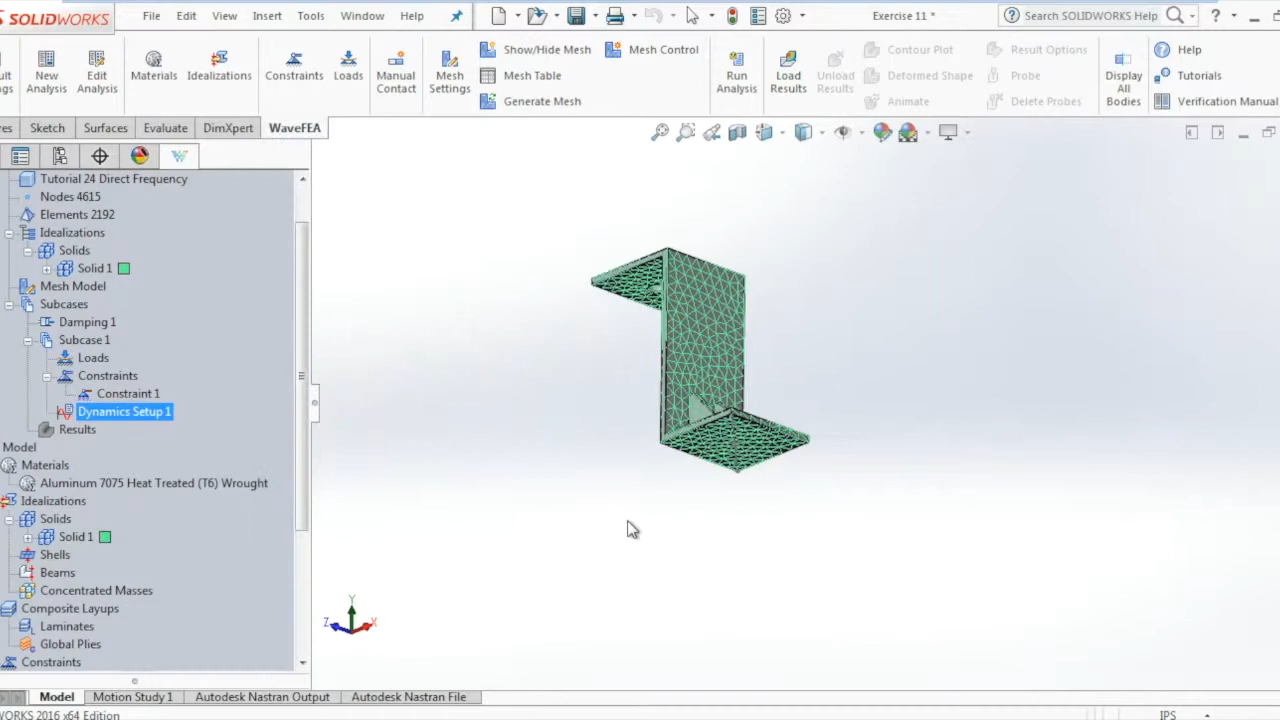 SOLIDWORKS File Edit View Insert Tools Window Help Exercise 11 * Search SOLIDWORKS Help ?
New Analysis
Edit Analysis
Materials
Idealizations
Constraints
Loads
Manual Contact
Mesh Settings
Show/Hide Mesh
Mesh Control
Mesh Table
Generate Mesh
Run Analysis
Load Results
Unload Results
Contour Plot
Result Options
Deformed Shape
Probe
Animate
Delete Probes
Display All Bodies
Help
Tutorials
Verification Manual
Sketch Surfaces Evaluate DimXpert WaveFEA
Tutorial 24 Direct Frequency
Nodes 4615
Elements 2192
Idealizations
Solids
Solid 1
Mesh Model
Subcases
Damping 1
Subcase 1
Loads
Constraints
Constraint 1
Dynamics Setup 1
Results
Model
Materials
Aluminum 7075 Heat Treated (T6) Wrought
Idealizations
Solids
Solid 1
Shells
Beams
Concentrated Masses
Composite Layups
Laminates
Global Plies
Constraints
Y
Z X
Model Motion Study 1 Autodesk Nastran Output Autodesk Nastran File
WORKS 2016 x64 Edition IPS